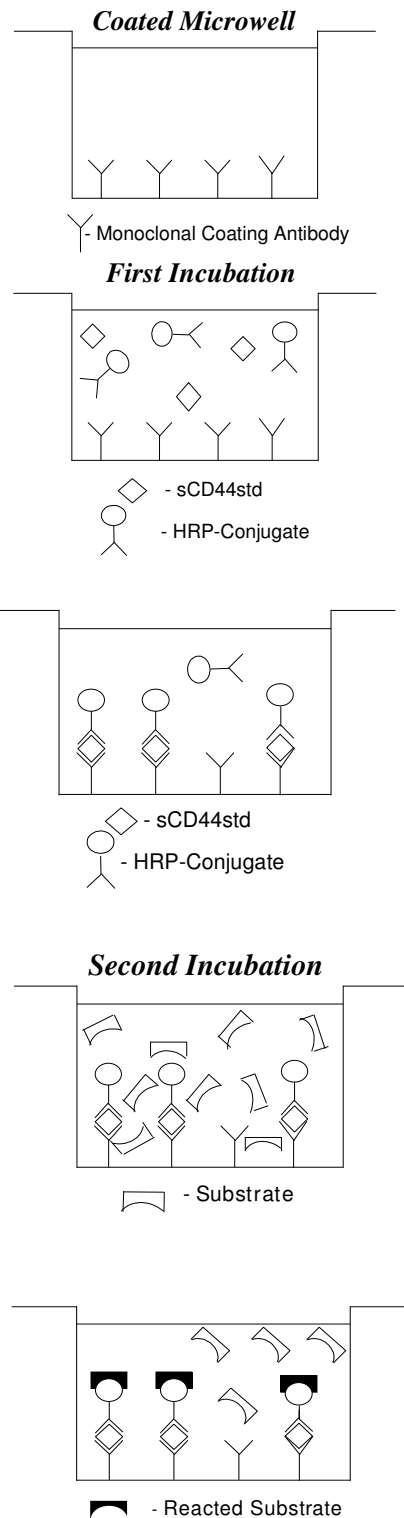 Coated Microwell
- Monoclonal Coating Antibody
First Incubation
- sCD44std
- HRP-Conjugate
- sCD44std
- HRP-Conjugate
Second Incubation
- Substrate
- Reacted Substrate